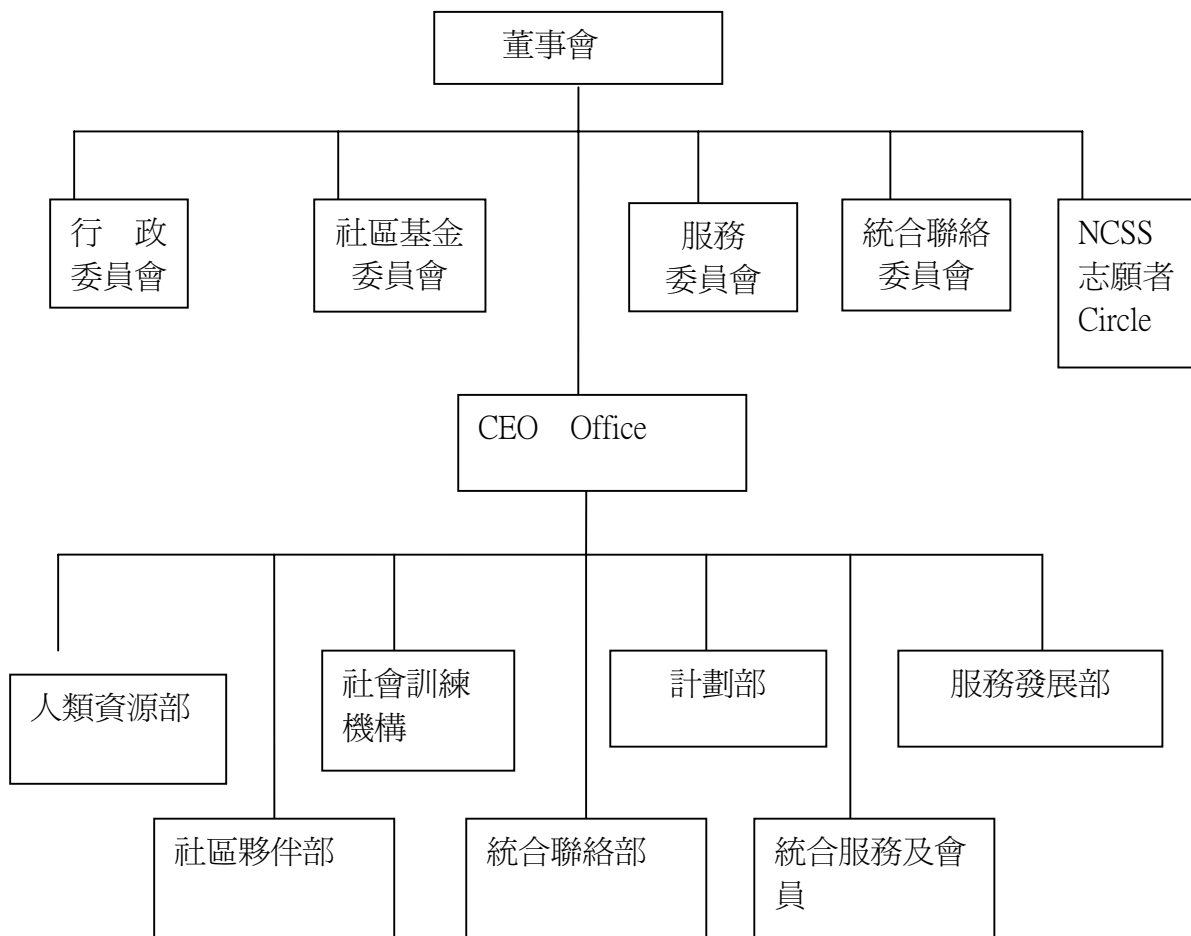 董事會
行 政
委員會
社區基金
委員會
服務
委員會
統合聯絡
委員會
NCSS
志願者
Circle
CEO Office
人類資源部
社會訓練
機構
計劃部
服務發展部
社區夥伴部
統合聯絡部
統合服務及會
員